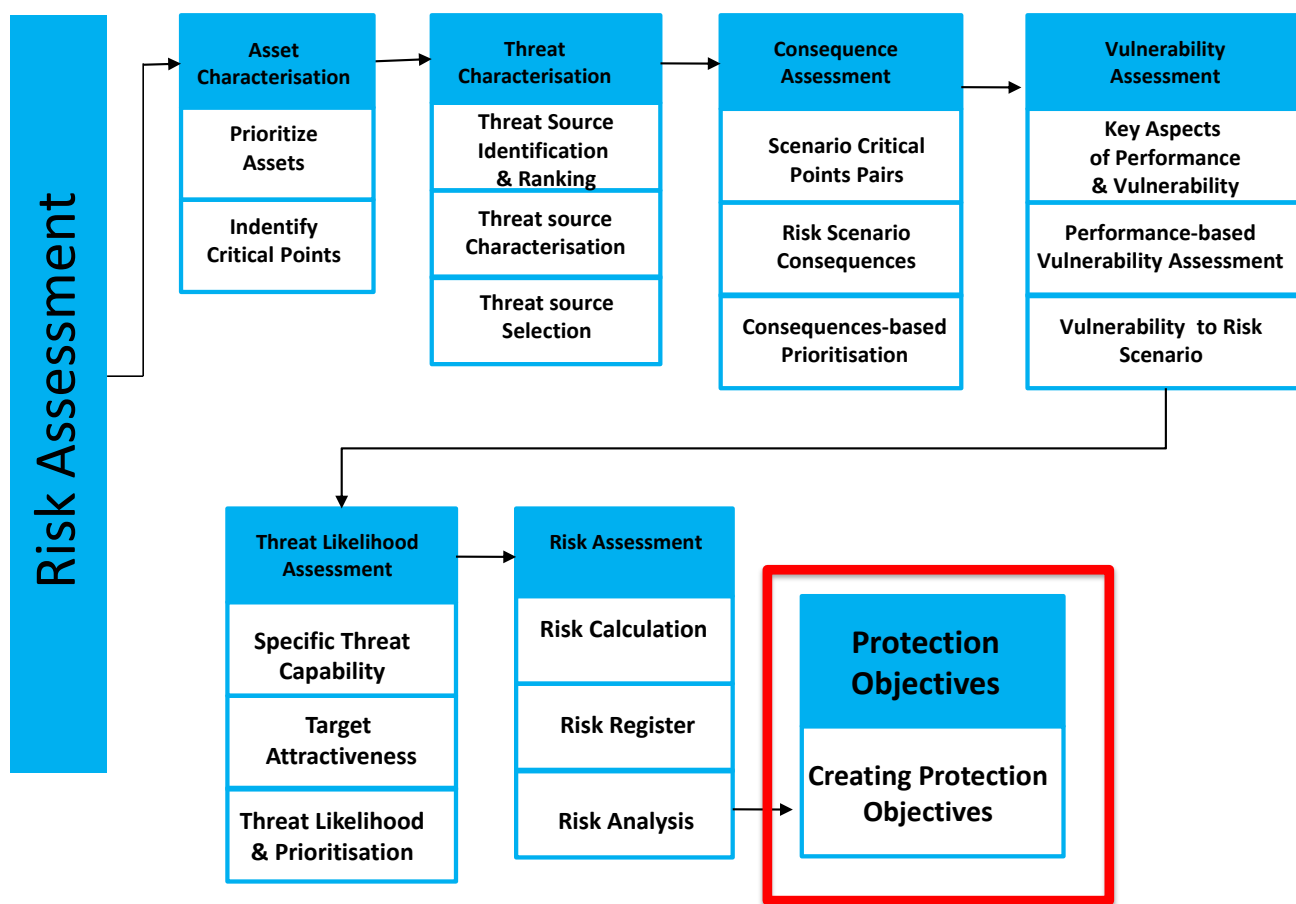 Risk Assessment
Asset
Characterisation
Prioritize
Assets
Indentify
Critical Points
Threat
Characterisation
Threat Source
Identification
& Ranking
Threat source
Characterisation
Threat source
Selection
Consequence
Assessment
Scenario Critical
Points Pairs
Risk Scenario
Consequences
Consequences-based
Prioritisation
Vulnerability
Assessment
Key Aspects
of Performance
& Vulnerability
Performance-based
Vulnerability Assessment
Vulnerability to Risk
Scenario
Threat Likelihood
Assessment
Specific Threat
Capability
Target
Attractiveness
Threat Likelihood
& Prioritisation
Risk Assessment
Risk Calculation
Risk Register
Risk Analysis
Protection
Objectives
Creating Protection
Objectives